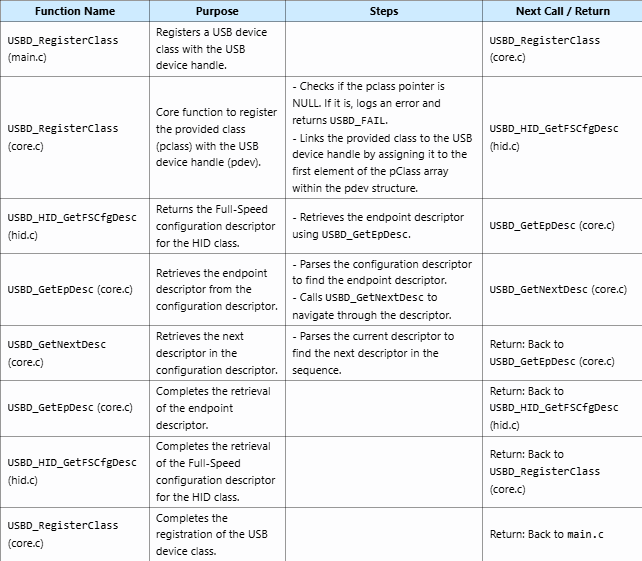 Function Name
Purpose
Steps
Next Call / Return
USBD_RegisterClass
(main.c)
Registers a USB device
class with the USB
device handle.
USBD_RegisterClass
(core.c)
USBD_RegisterClass
(core.c)
Core function to register
the provided class
(pclass) with the USB
device handle (pdev).
- Checks if the pclass pointer is
NULL. If it is, logs an error and
returns USBD_FAIL.
- Links the provided class to the USB
device handle by assigning it to the
first element of the pClass array
within the pdev structure.
USBD_HID_GetFSCfgDesc
(hid.c)
USBD_HID_GetFSCfgDesc
(hid.c)
Returns the Full-Speed
configuration descriptor
for the HID class.
- Retrieves the endpoint descriptor
using USBD_GetEpDesc.
USBD_GetEpDesc (core.c)
USBD_GetEpDesc (core.c)
Retrieves the endpoint
descriptor from the
configuration descriptor.
- Parses the configuration descriptor
to find the endpoint descriptor.
- Calls USBD_GetNextDesc to
navigate through the descriptor.
USBD_GetNextDesc (core.c)
USBD_GetNextDesc
(core.c)
Retrieves the next
descriptor in the
configuration descriptor.
- Parses the current descriptor to
find the next descriptor in the
sequence.
Return: Back to
USBD_GetEpDesc (core.c)
USBD_GetEpDesc (core.c)
Completes the retrieval
of the endpoint
descriptor.
Return: Back to
USBD_HID_GetFSCfgDesc
(hid.c)
USBD_HID_GetFSCfgDesc
(hid.c)
Completes the retrieval
of the Full-Speed
configuration descriptor
for the HID class.
Return: Back to
USBD_RegisterClass
(core.c)
USBD_RegisterClass
(core.c)
Completes the
registration of the USB
device class.
Return: Back to main.c